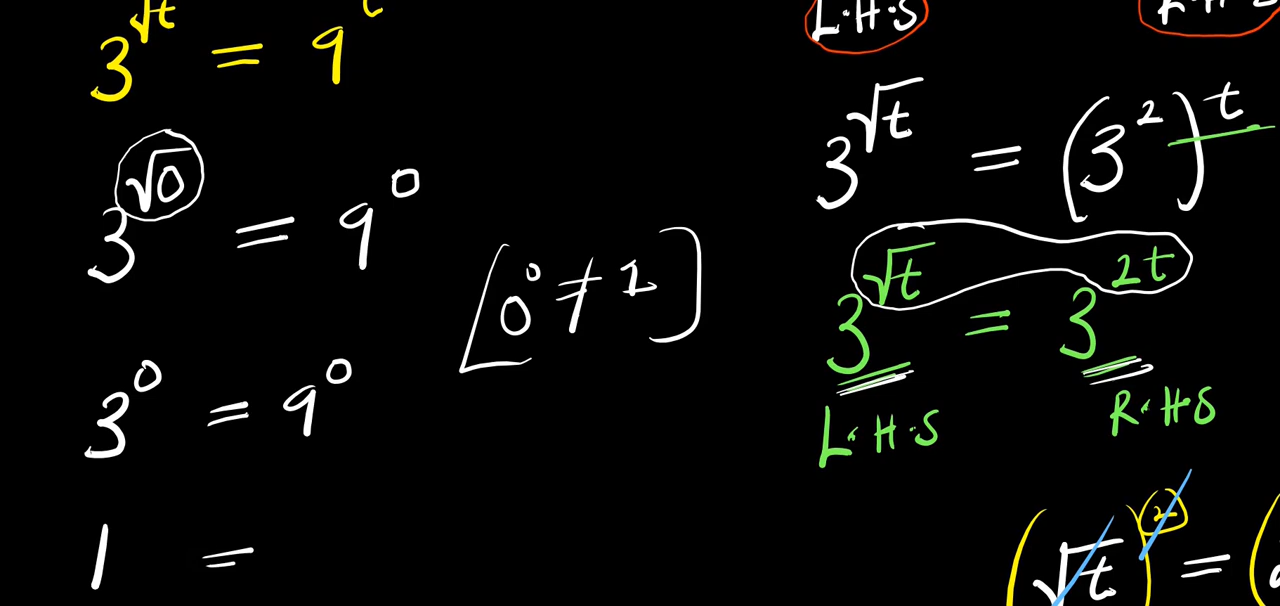 3^√t = 9^t
3^√0 = 9^0
[0^0 ≠ 1]
3^0 = 9^0
1 =
L·H·S
3^√t = (3^2)^t
3^√t = 3^2t
L·H·S R·H·S
(√t)^2 = (